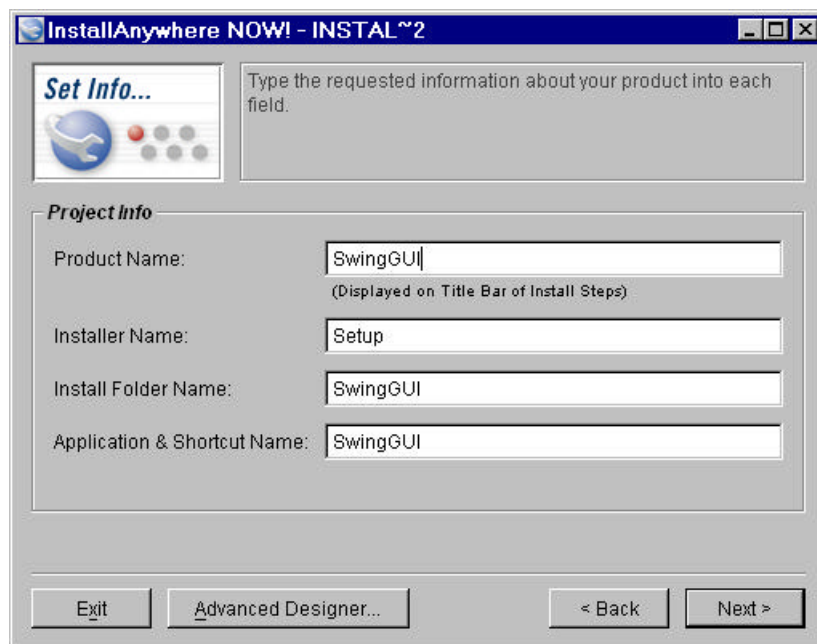 InstallAnywhere NOW! - INSTAL~2
Set Info...
Type the requested information about your product into each
field.
Project Info
Product Name:
SwingGUI
(Displayed on Title Bar of Install Steps)
Installer Name:
Setup
Install Folder Name:
SwingGUI
Application & Shortcut Name:
SwingGUI
Exit
Advanced Designer...
< Back
Next >